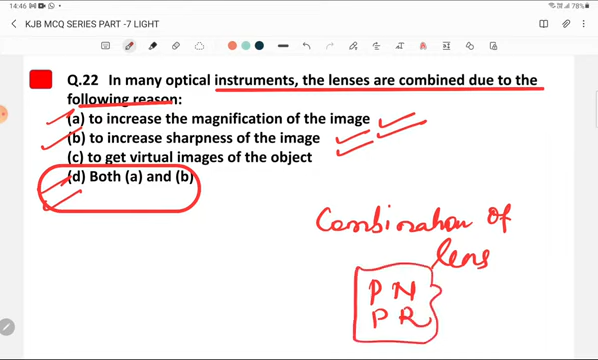 14:46
78%
KJB MCQ SERIES PART -7 LIGHT
Q.22 In many optical instruments, the lenses are combined due to the
following reason:
(a) to increase the magnification of the image
(b) to increase sharpness of the image
(c) to get virtual images of the object
(d) Both (a) and (b)
Combination of
lens
P N
P R